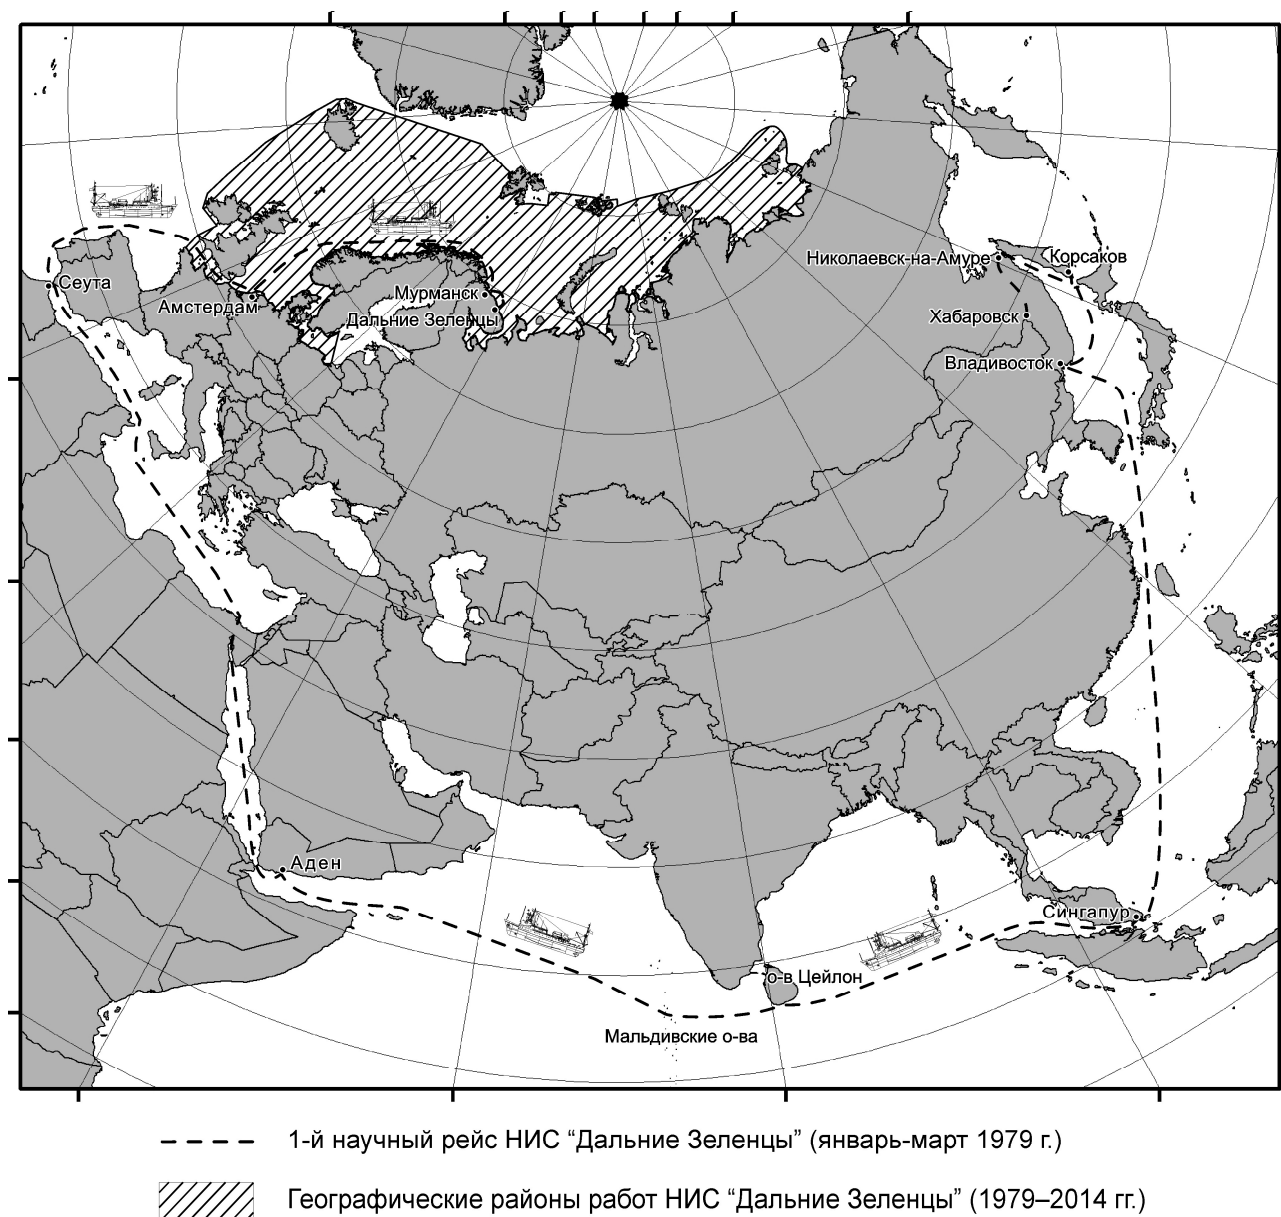 Николаевск-на-Амуре
Корсаков
Сеута
Мурманск
Амстердам
Дальние Зеленцы
Хабаровск
Владивосток
Аден
Сингапур
о-в Цейлон
Мальдивские о-ва
1-й научный рейс НИС “Дальние Зеленцы” (январь-март 1979 г.)
Географические районы работ НИС “Дальние Зеленцы” (1979–2014 гг.)